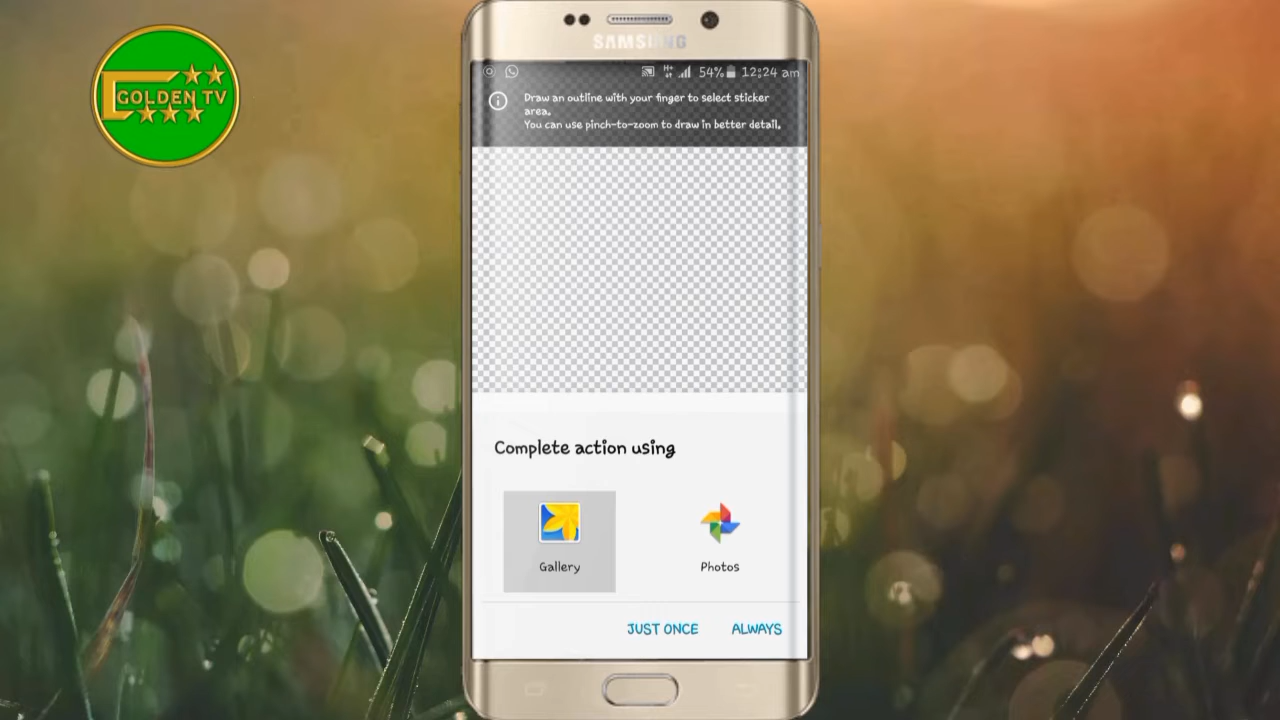 GOLDEN TV
SAMSUNG
H+ 54% 12:24 am
Draw an outline with your finger to select sticker
area.
You can use pinch-to-zoom to draw in better detail.
Complete action using
Gallery
Photos
JUST ONCE
ALWAYS